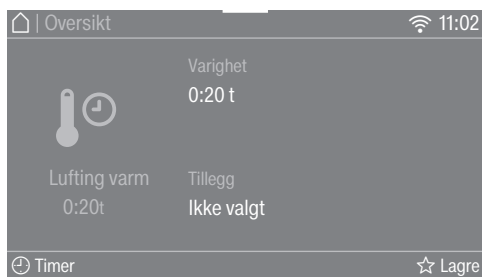 | Oversikt 11:02
Varighet
0:20 t
Lufting varm
0:20t
Tillegg
Ikke valgt
Timer Lagre